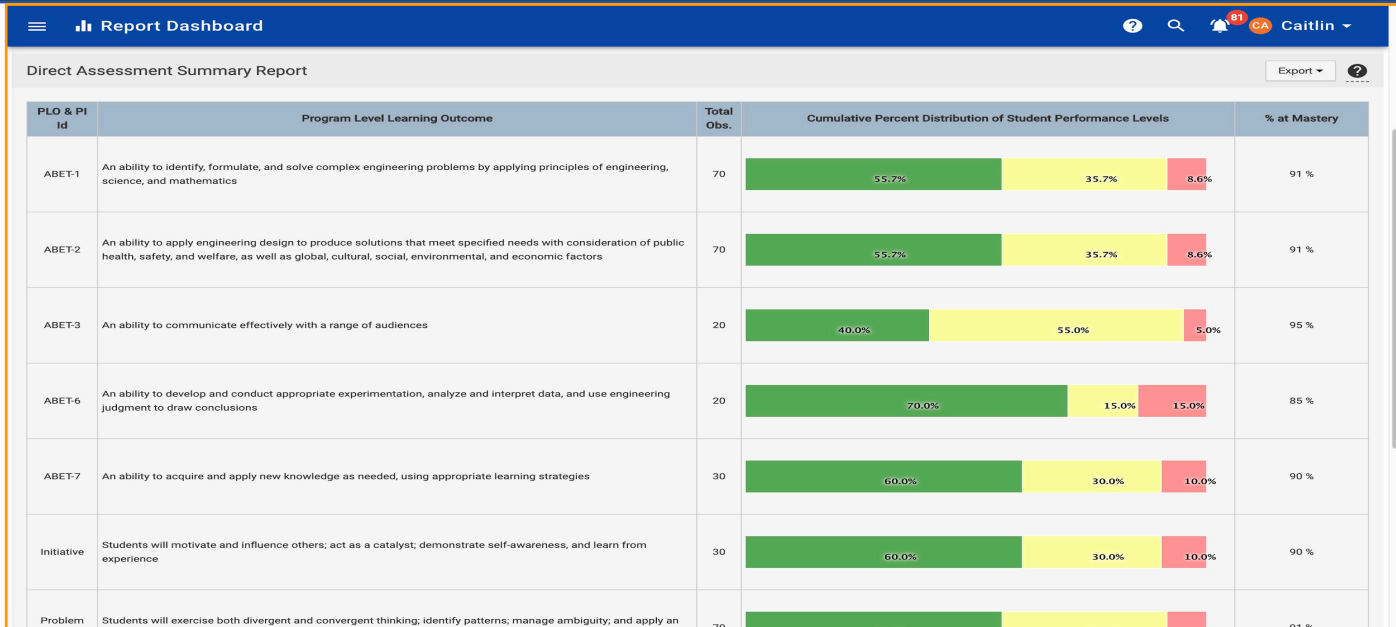 Report Dashboard
81
CA
Caitlin
Direct Assessment Summary Report
Export
?
PLO & PI Id
Program Level Learning Outcome
Total Obs.
Cumulative Percent Distribution of Student Performance Levels
% at Mastery
ABET-1
An ability to identify, formulate, and solve complex engineering problems by applying principles of engineering,
science, and mathematics
70
55.7%
35.7%
8.6%
91 %
ABET-2
An ability to apply engineering design to produce solutions that meet specified needs with consideration of public
health, safety, and welfare, as well as global, cultural, social, environmental, and economic factors
70
55.7%
35.7%
8.6%
91 %
ABET-3
An ability to communicate effectively with a range of audiences
20
40.0%
55.0%
5.0%
95 %
ABET-6
An ability to develop and conduct appropriate experimentation, analyze and interpret data, and use engineering
judgment to draw conclusions
20
70.0%
15.0%
15.0%
85 %
ABET-7
An ability to acquire and apply new knowledge as needed, using appropriate learning strategies
30
60.0%
30.0%
10.0%
90 %
Initiative
Students will motivate and influence others; act as a catalyst; demonstrate self-awareness, and learn from
experience
30
60.0%
30.0%
10.0%
90 %
Problem
Students will exercise both divergent and convergent thinking; identify patterns; manage ambiguity; and apply an
70
91 %